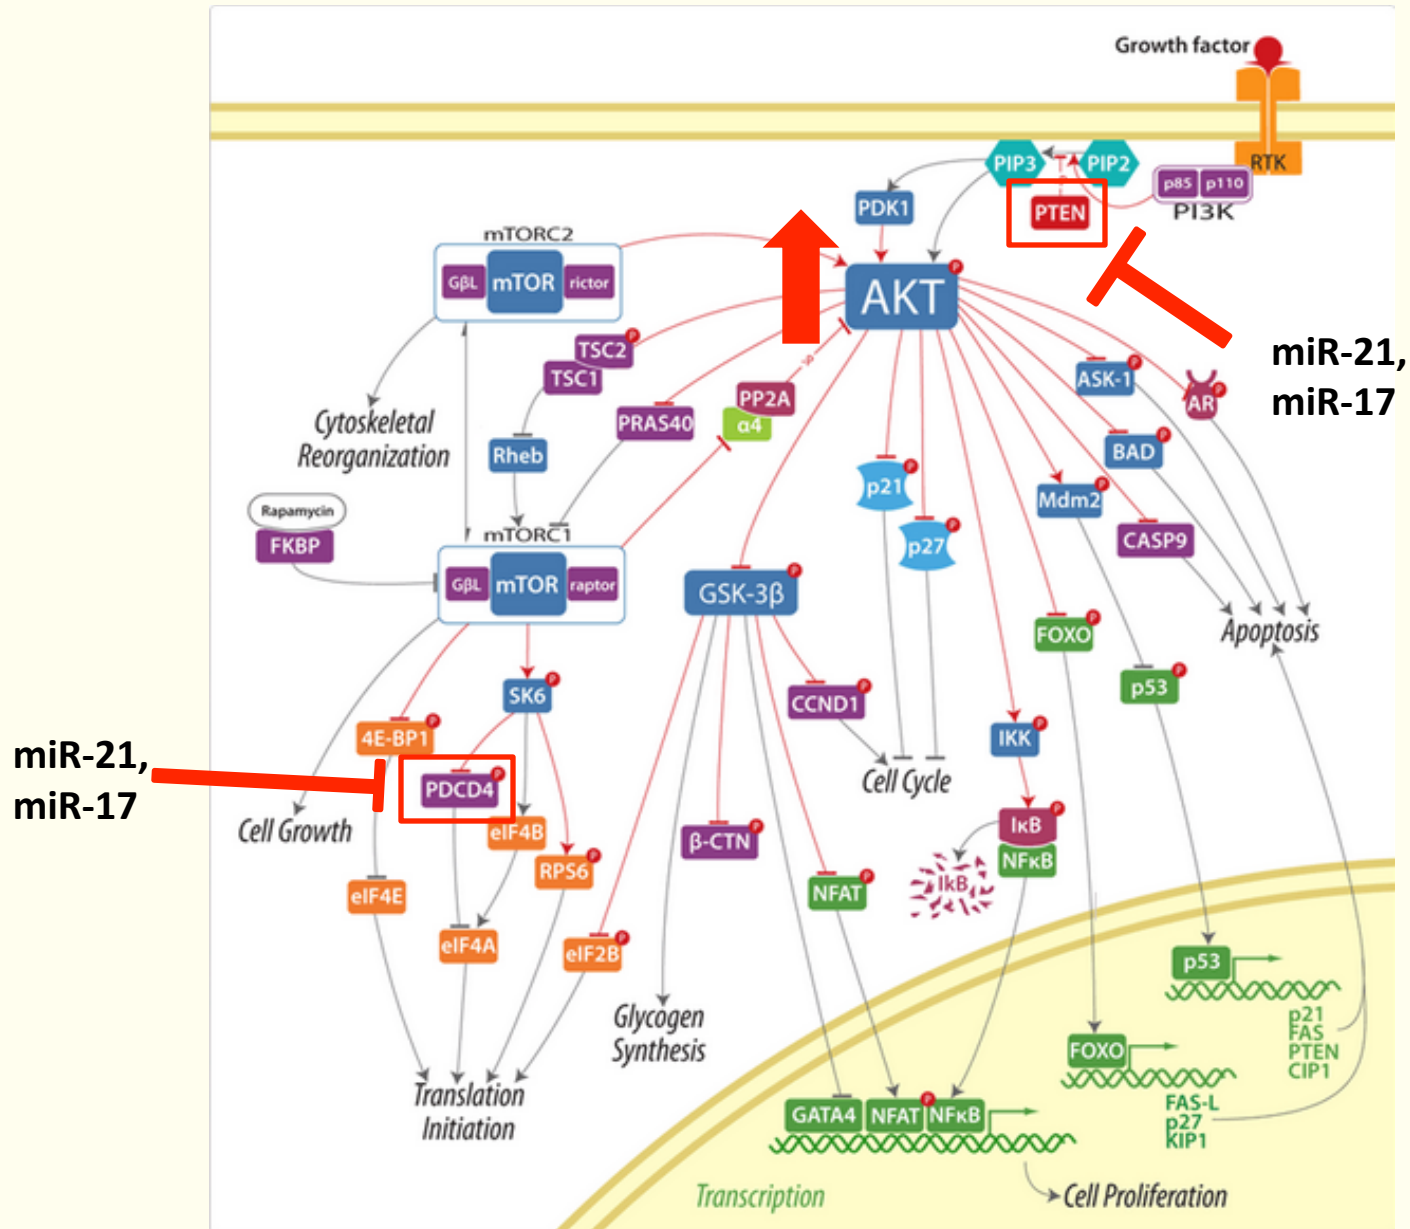 Growth factor
RTK
PIP3
PIP2
p85
p110
PI3K
PTEN
PDK1
miR-21,
miR-17
mTORC2
GβL
mTOR
rictor
AKT
P
TSC2
P
TSC1
PP2A
α4
-P
PRAS40
Rheb
Cytoskeletal
Reorganization
Rapamycin
FKBP
mTORC1
GβL
mTOR
raptor
ASK-1
P
AR
P
BAD
P
Mdm2
P
CASP9
P
p21
P
p27
P
GSK-3β
P
FOXO
P
Apoptosis
p53
P
SK6
P
CCND1
P
IKK
P
4E-BP1
P
miR-21,
miR-17
PDCD4
P
Cell Cycle
Cell Growth
eIF4B
RPS6
P
β-CTN
P
IκB
P
NFκB
IkB
NFAT
P
eIF4E
eIF4A
eIF2B
P
p53
p21
FAS
PTEN
CIP1
Glycogen
Synthesis
FOXO
FAS-L
p27
KIP1
Translation
Initiation
GATA4
NFAT
P
NFκB
Transcription
Cell Proliferation